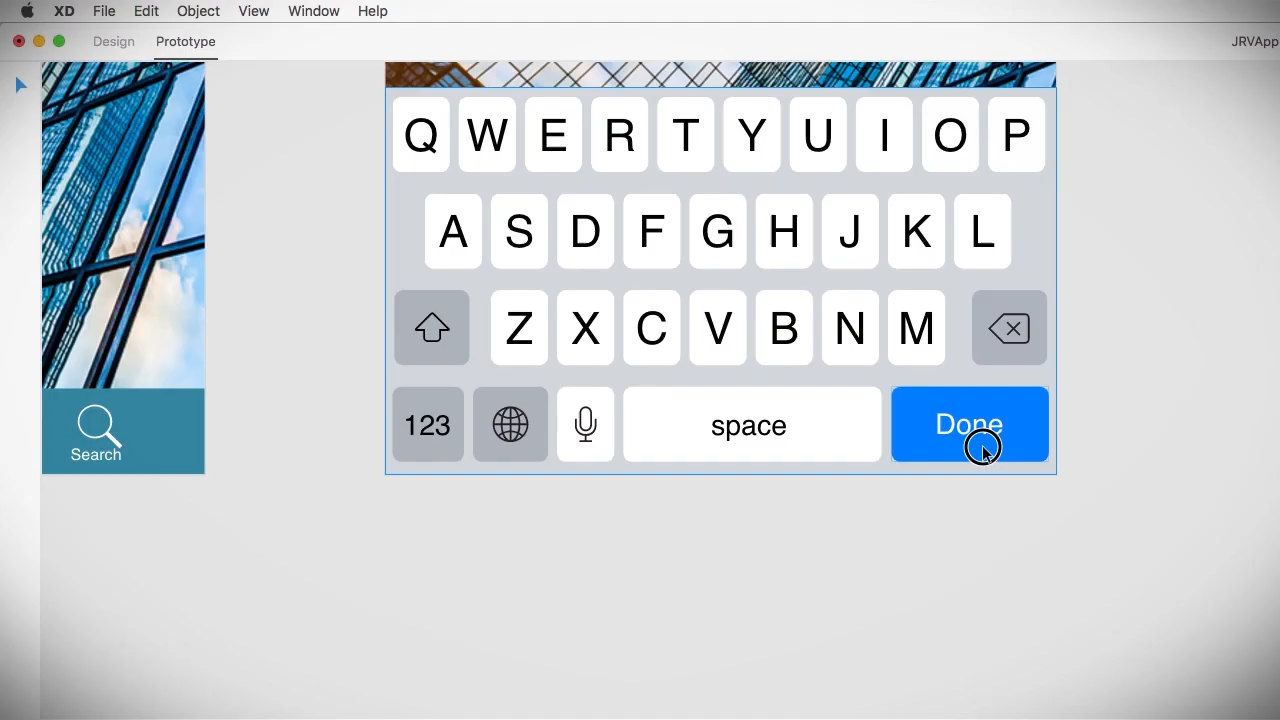 XD File Edit Object View Window Help
Design Prototype JRVApp
Q W E R T Y U I O P
A S D F G H J K L
Z X C V B N M
123 space Done
Search